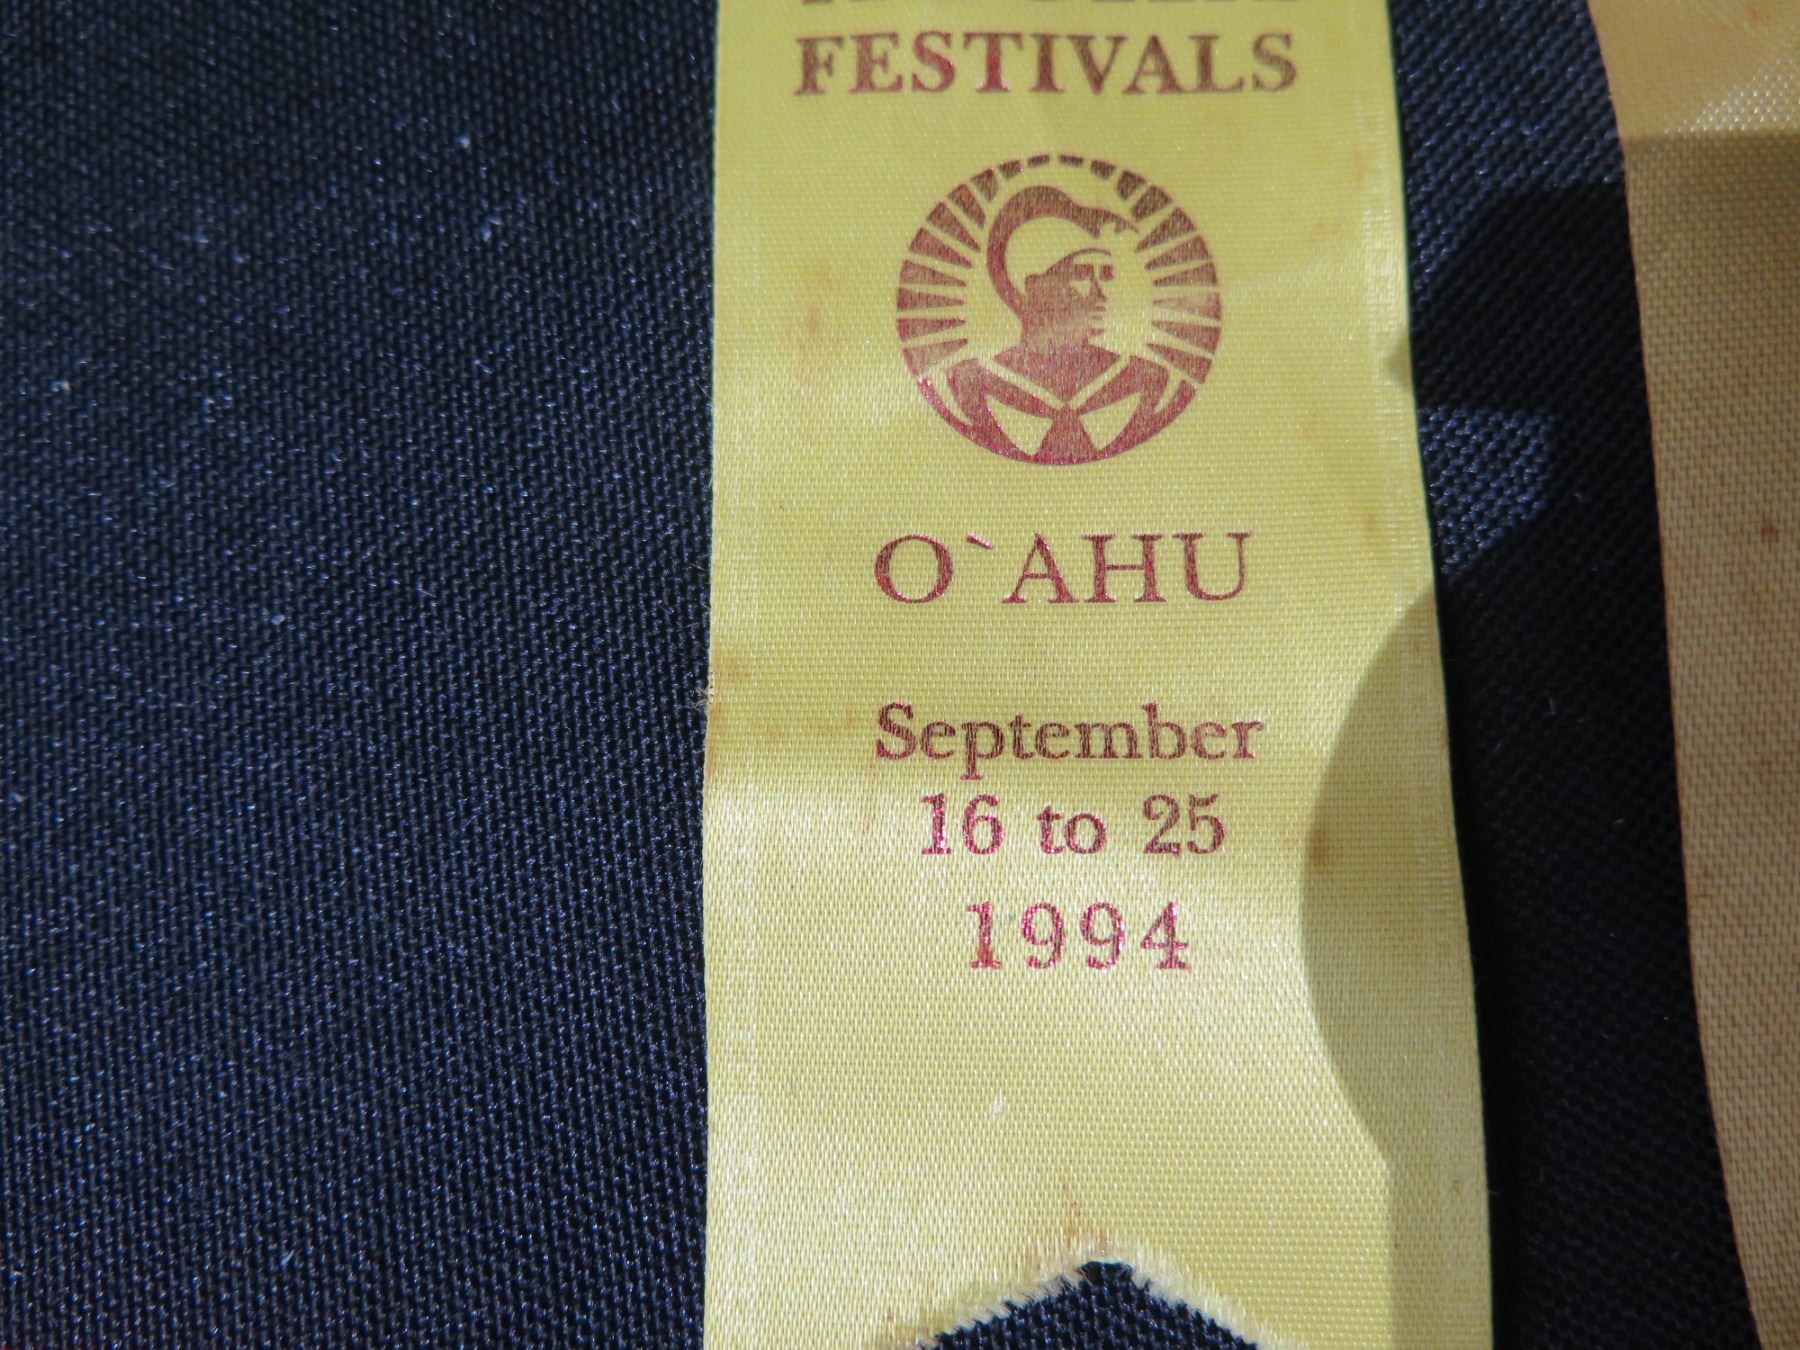 FESTIVALS
O`AHU
September
16 to 25
1994